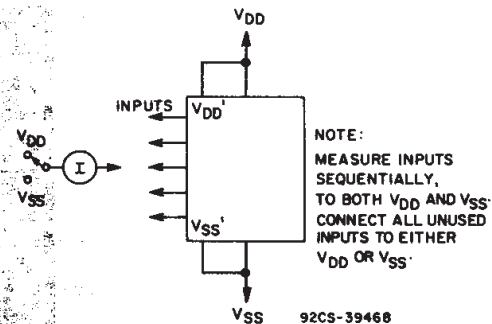 VDD
INPUTS
VDD'
VDD
I
VSS
VSS'
NOTE:
MEASURE INPUTS
SEQUENTIALLY,
TO BOTH VDD AND VSS.
CONNECT ALL UNUSED
INPUTS TO EITHER
VDD OR VSS.
VSS
92CS-39468